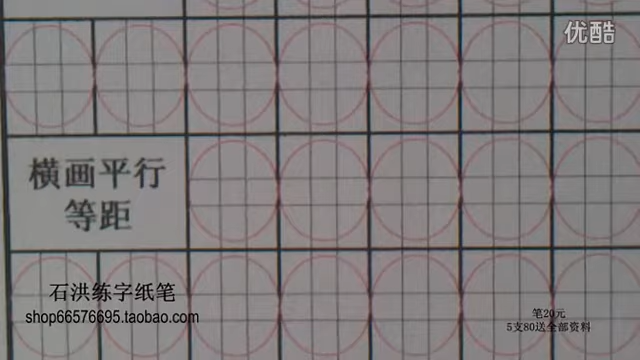 优酷
横画平行
等距
石洪练字纸笔
shop66576695.taobao.com
笔20元
5支80送全部资料